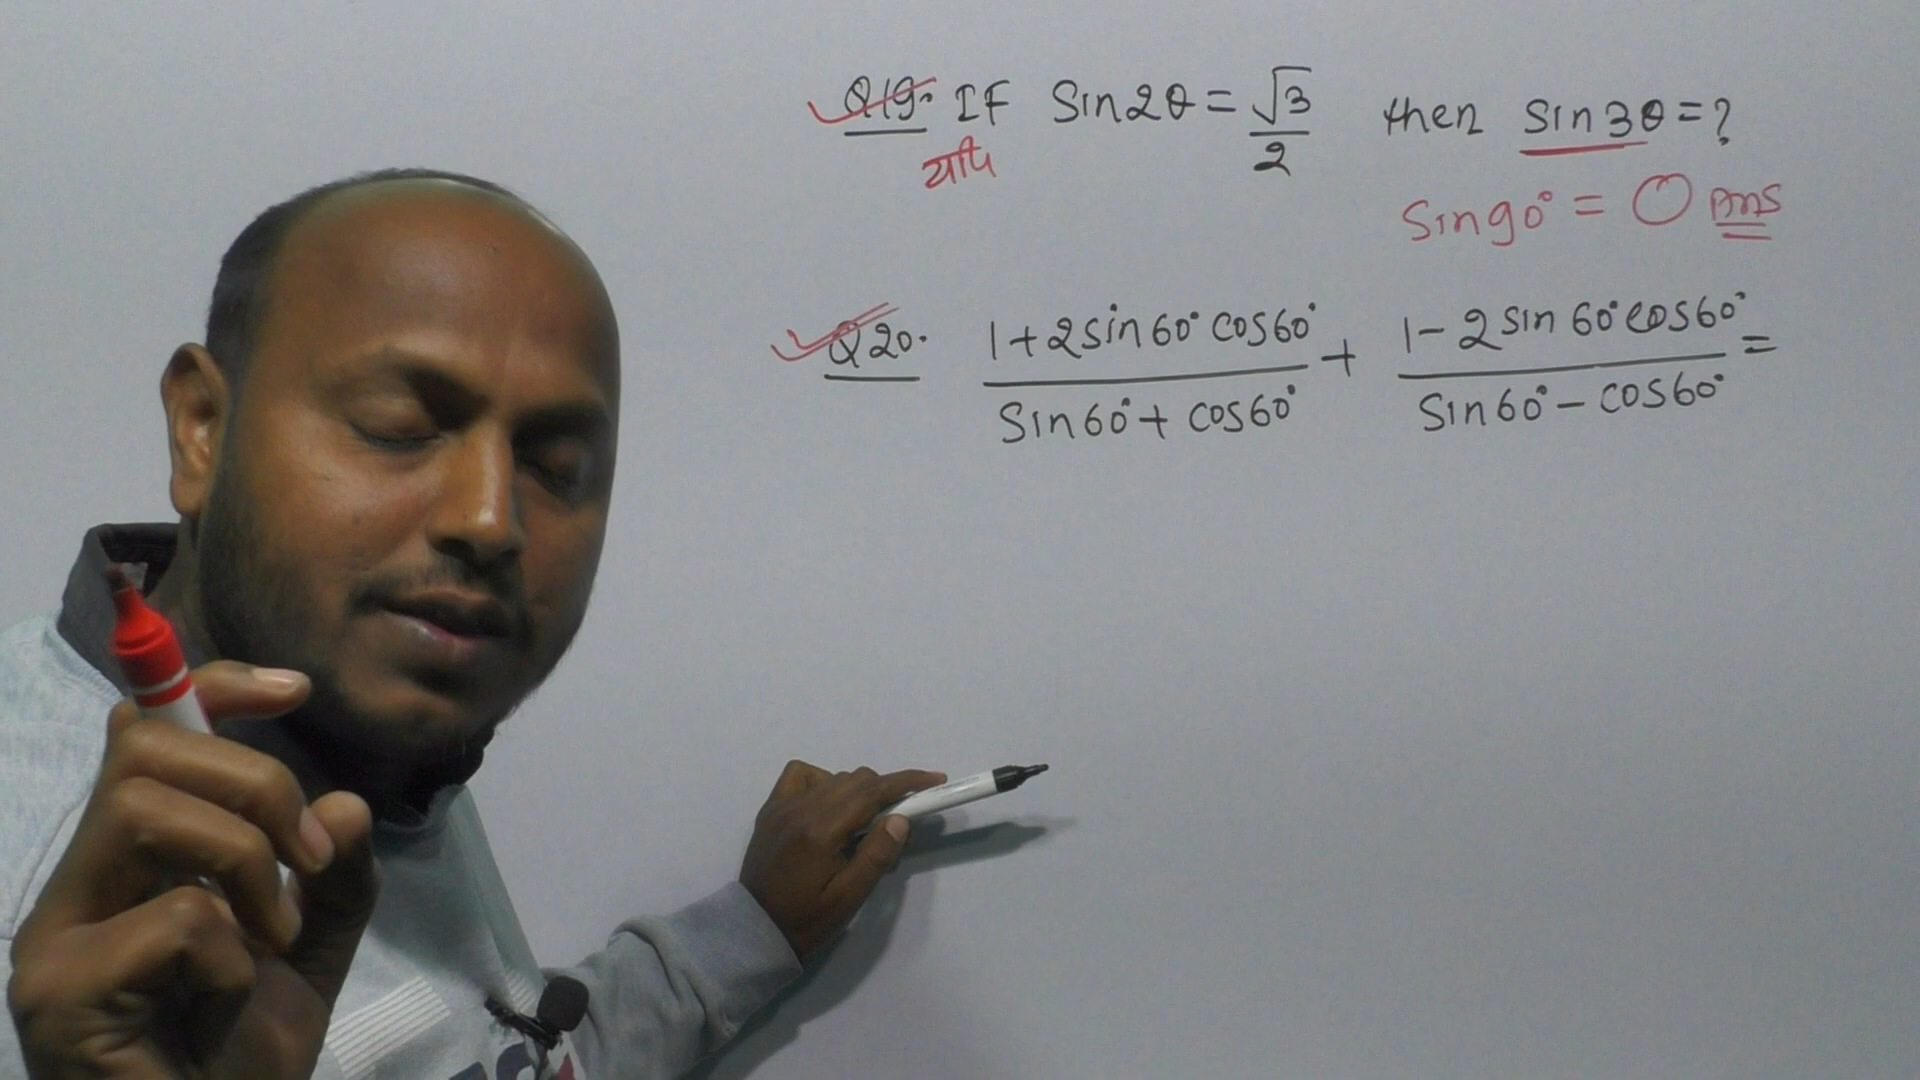 Q19. If Sin2θ = √3/2 then Sin3θ = ?
यदि
Sin90° = 0 Ans
Q20. (1+2sin60°cos60°)/(Sin60°+cos60°) + (1-2sin60°cos60°)/(Sin60°-cos60°) =